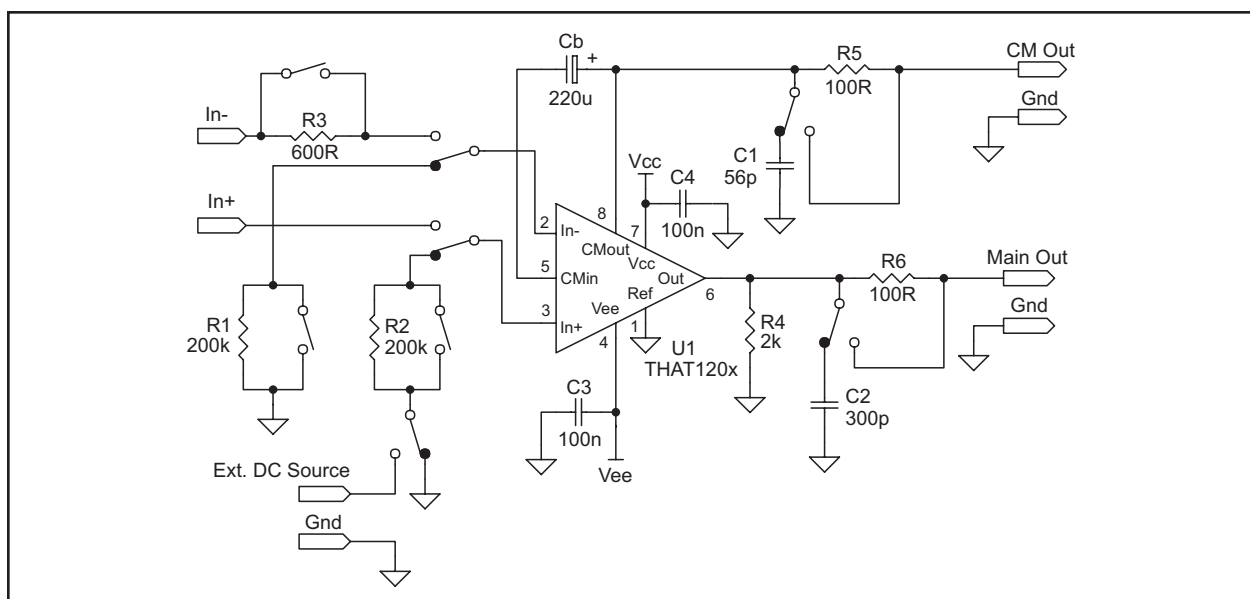 Cb
+
220u
R5
100R
CM Out
Gnd
In-
R3
600R
C1
56p
Vcc
C4
100n
In+
2
In-
8
CMout
7
Vcc
5
CMin
Out
6
3
In+
Vee
4
Ref
1
U1
THAT120x
R6
100R
Main Out
Gnd
R4
2k
C2
300p
R1
200k
R2
200k
C3
100n
Vee
Ext. DC Source
Gnd